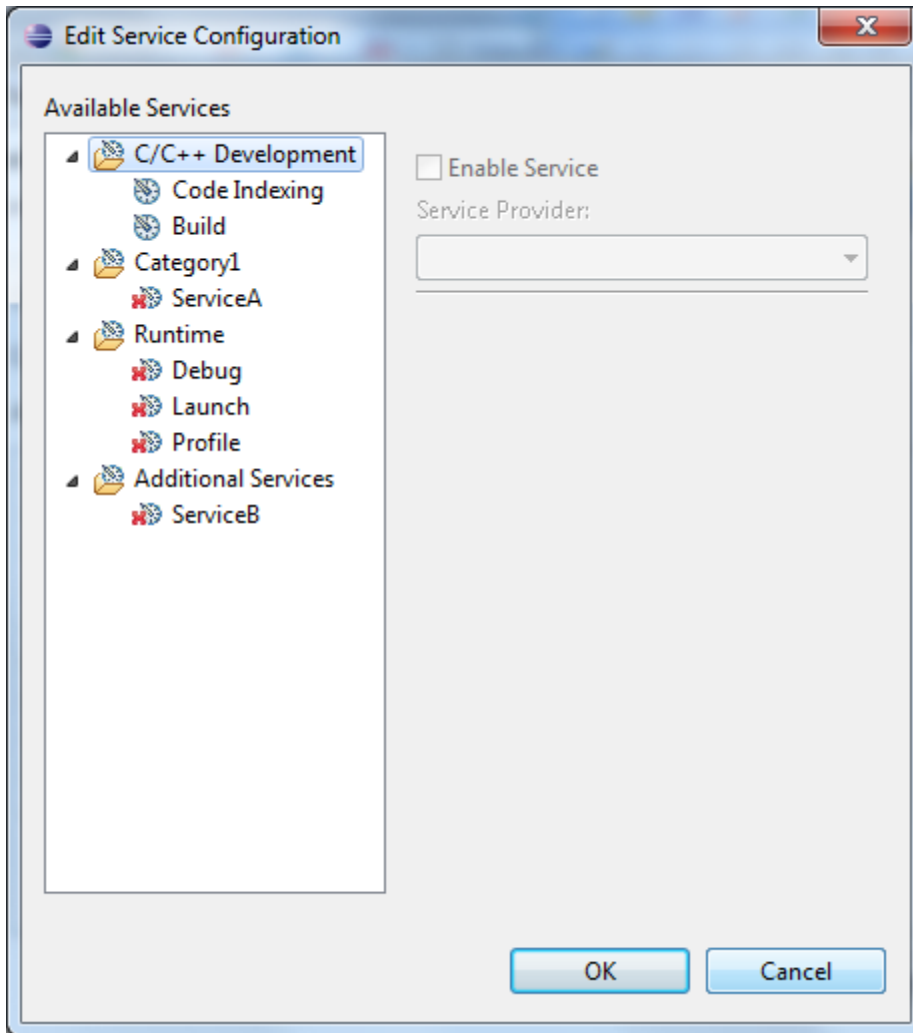 Edit Service Configuration
Available Services
C/C++ Development
Code Indexing
Build
Category1
ServiceA
Runtime
Debug
Launch
Profile
Additional Services
ServiceB
Enable Service
Service Provider:
OK
Cancel